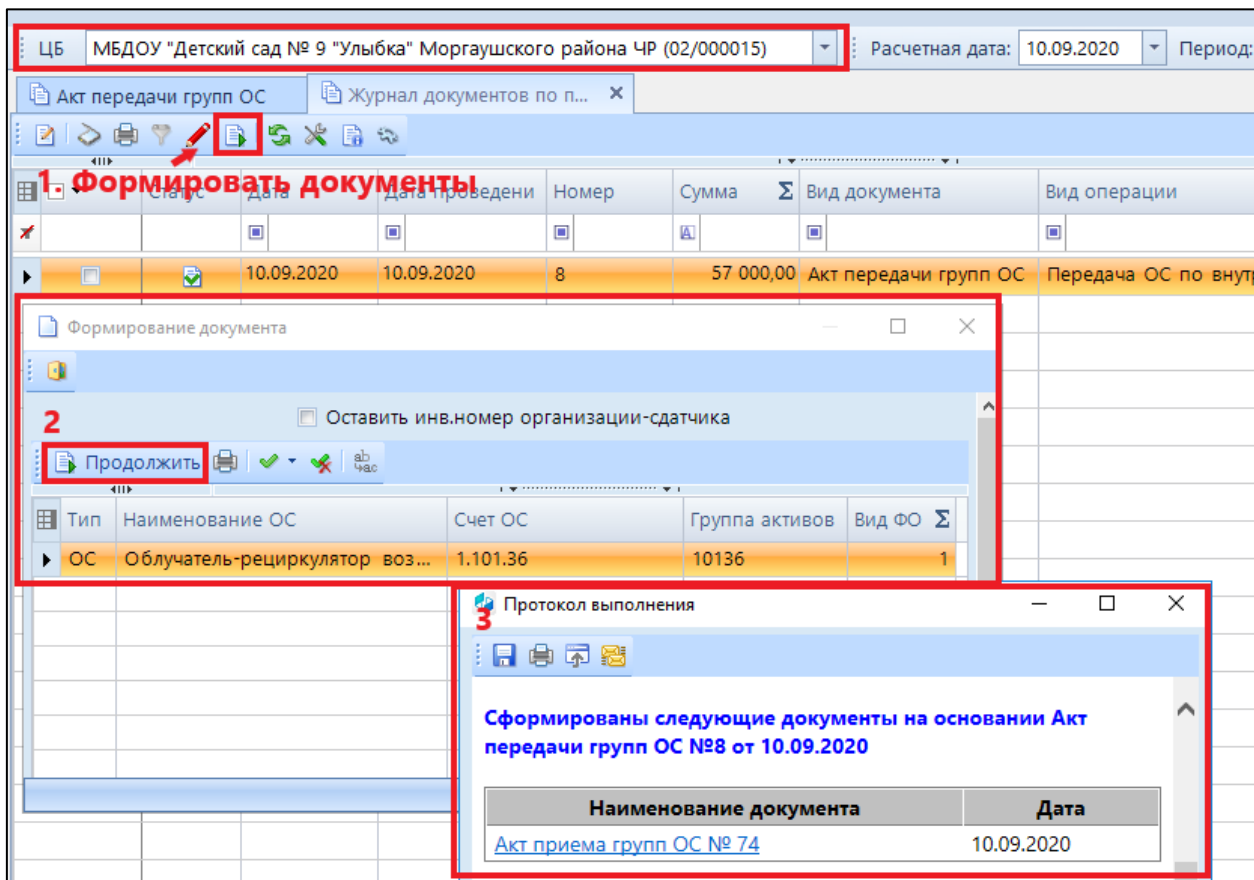 ЦБ МБДОУ "Детский сад № 9 "Улыбка" Моргаушского района ЧР (02/000015) Расчетная дата: 10.09.2020 Период:
Акт передачи групп ОС Журнал документов по п...
1. Формировать документы
Статус Дата Дата проведени Номер Сумма Σ Вид документа Вид операции
10.09.2020 10.09.2020 8 57 000,00 Акт передачи групп ОС Передача ОС по внут
Формирование документа
2
Оставить инв.номер организации-сдатчика
Продолжить
Тип Наименование ОС Счет ОС Группа активов Вид ФО Σ
ОС Облучатель-рециркулятор воз... 1.101.36 10136 1
Протокол выполнения
3
Сформированы следующие документы на основании Акт
передачи групп ОС №8 от 10.09.2020
Наименование документа Дата
Акт приема групп ОС № 74 10.09.2020